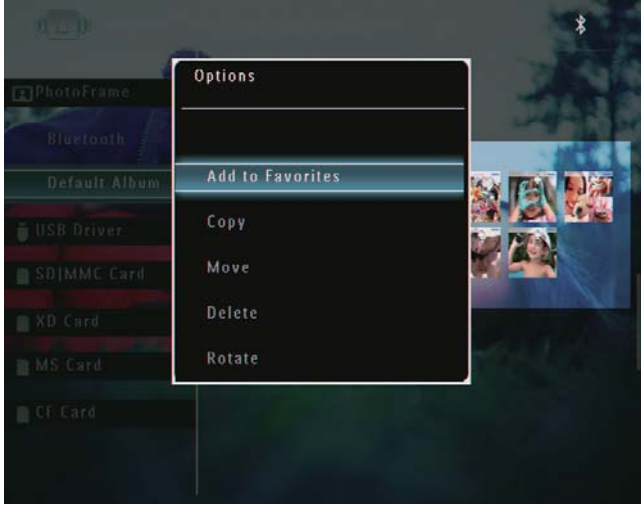 Options
Add to Favorites
Copy
Move
Delete
Rotate
PhotoFrame
Bluetooth
Default Album
USB Driver
SD|MMC Card
XD Card
MS Card
CF Card